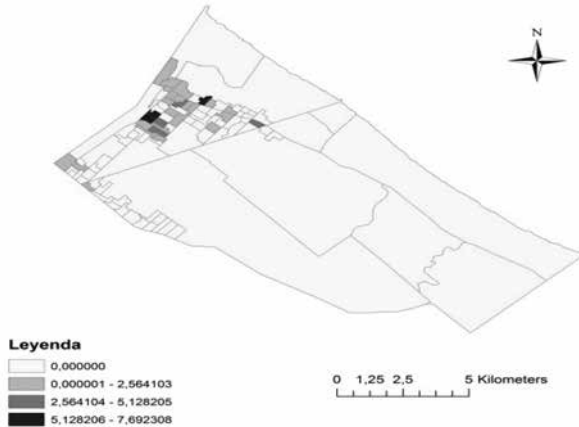 N
Leyenda
0,000000
0,000001 - 2,564103
2,564104 - 5,128205
5,128206 - 7,692308
0 1,25 2,5 5 Kilometers